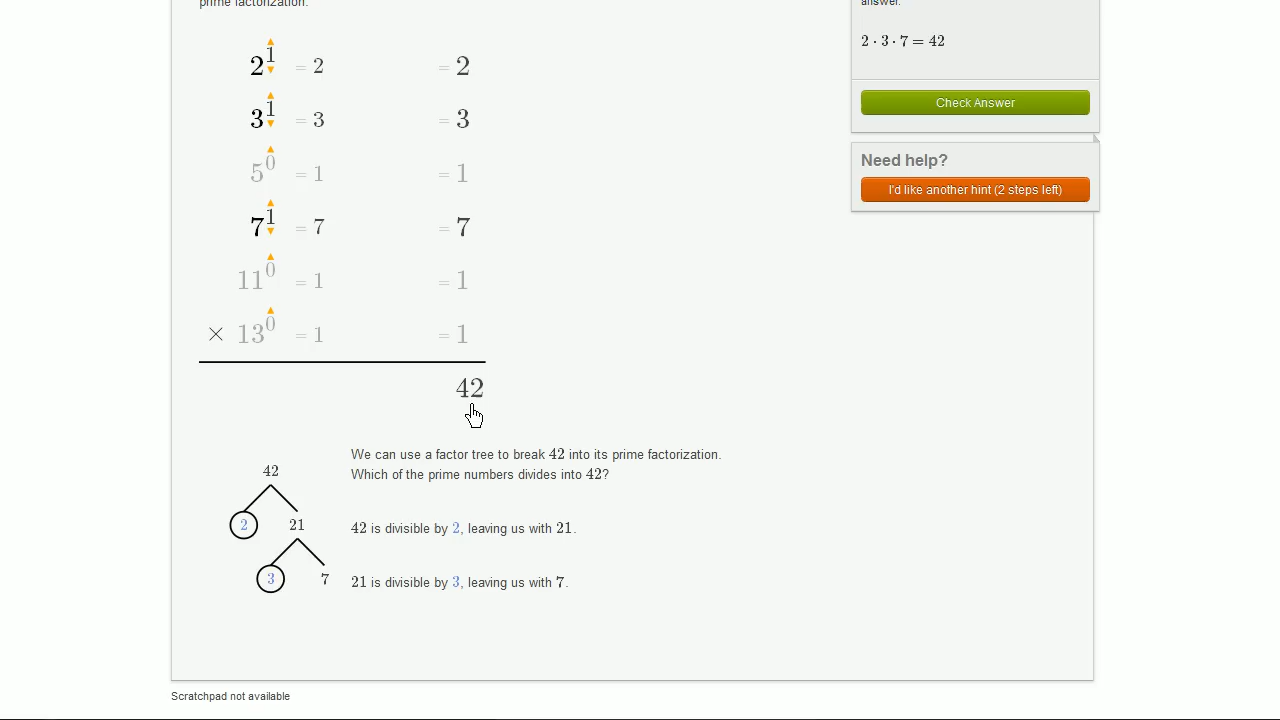 prime factorization.
answer.
2 · 3 · 7 = 42
Check Answer
Need help?
I'd like another hint (2 steps left)
2^1 = 2 = 2
3^1 = 3 = 3
5^0 = 1 = 1
7^1 = 7 = 7
11^0 = 1 = 1
× 13^0 = 1 = 1
42
We can use a factor tree to break 42 into its prime factorization.
Which of the prime numbers divides into 42?
42
2 21
42 is divisible by 2, leaving us with 21.
3 7
21 is divisible by 3, leaving us with 7.
Scratchpad not available